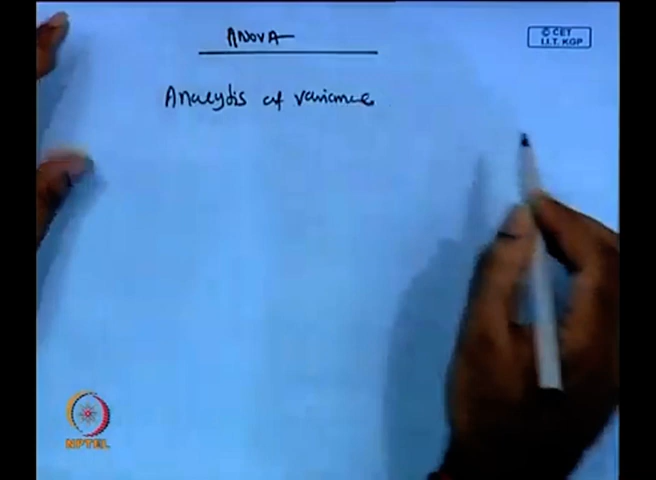 ANOVA
© CET
I.I.T. KGP
Analysis of variance
NPTEL